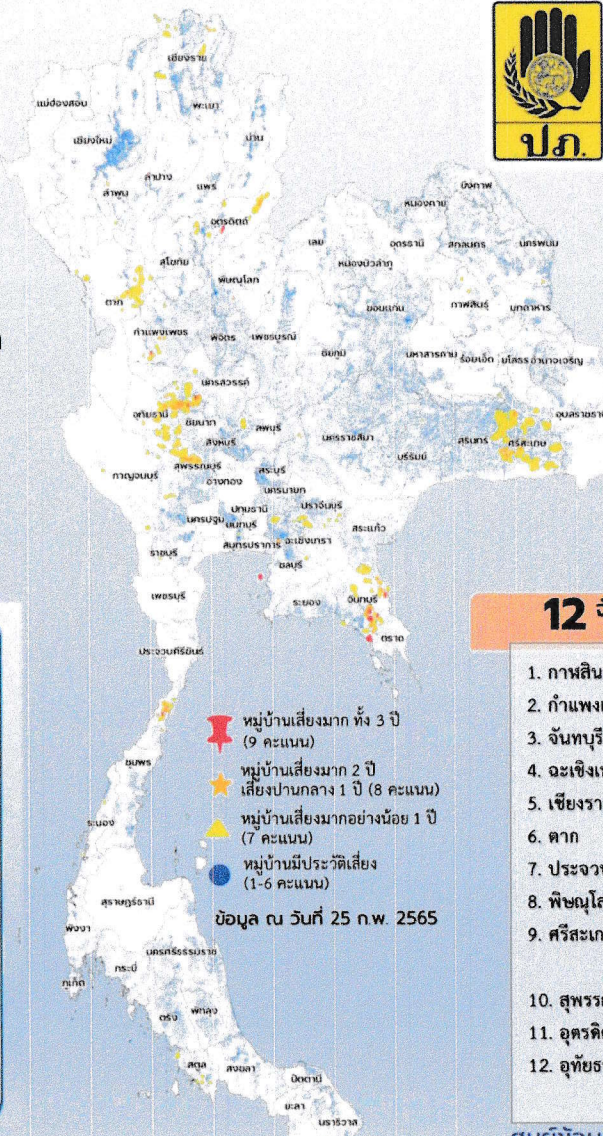 ปภ.
เชียงราย
แม่ฮ่องสอน
พะเยา
เชียงใหม่
น่าน
ลำปาง
แพร่
ลำพูน
บึงกาฬ
หนองคาย
อุตรดิตถ์
เลย
อุดรธานี
สกลนคร
นครพนม
สุโขทัย
หนองบัวลำภู
พิษณุโลก
ตาก
ขอนแก่น
กาฬสินธุ์
มุกดาหาร
กำแพงเพชร
พิจิตร
เพชรบูรณ์
ชัยภูมิ
มหาสารคาม
ร้อยเอ็ด
ยโสธร
อำนาจเจริญ
นครสวรรค์
อุทัยธานี
ชัยนาท
ลพบุรี
สิงหบุรี
นครราชสีมา
บุรีรัมย์
สุรินทร์
ศรีสะเกษ
สุพรรณบุรี
กาญจนบุรี
อ่างทอง
สระบุรี
นครนายก
ปทุมธานี
ปราจีนบุรี
นครปฐม
นนทบุรี
สระแก้ว
ราชบุรี
สมุทรปราการ
ฉะเชิงเทรา
ชลบุรี
เพชรบุรี
ระยอง
จันทบุรี
ตราด
ประจวบคีรีขันธ์
12
1. กาฬสิน
2. กำแพง
3. จันทบุรี
4. ฉะเชิงเ
5. เชียงรา
6. ตาก
7. ประจว
8. พิษณุโล
9. ศรีสะเก
10. สุพรร
11. อุตรดิ
12. อุทัยธ
หมู่บ้านเสี่ยงมาก ทั้ง 3 ปี
(9 คะแนน)
หมู่บ้านเสี่ยงมาก 2 ปี
เสี่ยงปานกลาง 1 ปี (8 คะแนน)
หมู่บ้านเสี่ยงมากอย่างน้อย 1 ปี
(7 คะแนน)
หมู่บ้านมีประวัติเสี่ยง
(1-6 คะแนน)
ข้อมูล ณ วันที่ 25 ก.พ. 2565
ชุมพร
ระนอง
สุราษฎร์ธานี
พังงา
นครศรีธรรมราช
กระบี่
ภูเก็ต
ตรัง
พัทลุง
สตูล
สงขลา
ปัตตานี
ยะลา
นราธิวาส